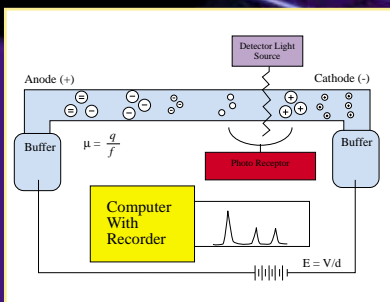 Detector Light
Source
Anode (+)
Cathode (-)
= = - - - - - - + + + + + + +
Buffer
μ = q/f
Photo Receptor
Buffer
Computer
With
Recorder
E = V/d